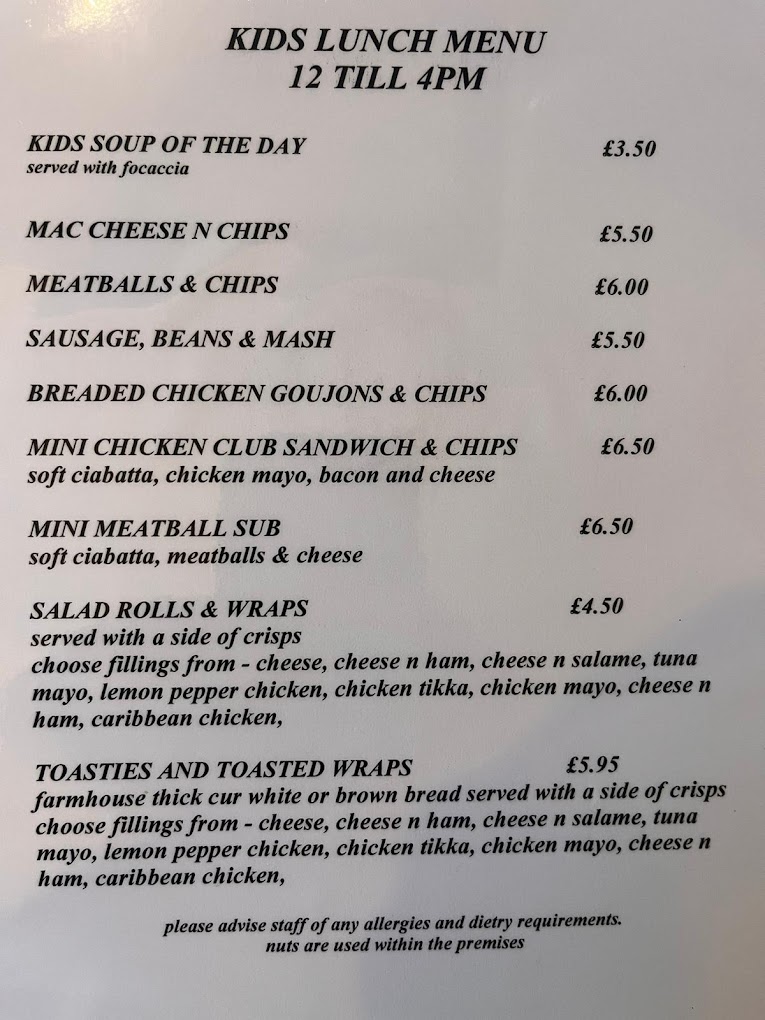 KIDS LUNCH MENU
12 TILL 4PM
KIDS SOUP OF THE DAY £3.50
served with focaccia
MAC CHEESE N CHIPS £5.50
MEATBALLS & CHIPS £6.00
SAUSAGE, BEANS & MASH £5.50
BREADED CHICKEN GOUJONS & CHIPS £6.00
MINI CHICKEN CLUB SANDWICH & CHIPS £6.50
soft ciabatta, chicken mayo, bacon and cheese
MINI MEATBALL SUB £6.50
soft ciabatta, meatballs & cheese
SALAD ROLLS & WRAPS £4.50
served with a side of crisps
choose fillings from - cheese, cheese n ham, cheese n salame, tuna
mayo, lemon pepper chicken, chicken tikka, chicken mayo, cheese n
ham, caribbean chicken,
TOASTIES AND TOASTED WRAPS £5.95
farmhouse thick cur white or brown bread served with a side of crisps
choose fillings from - cheese, cheese n ham, cheese n salame, tuna
mayo, lemon pepper chicken, chicken tikka, chicken mayo, cheese n
ham, caribbean chicken,
please advise staff of any allergies and dietry requirements.
nuts are used within the premises